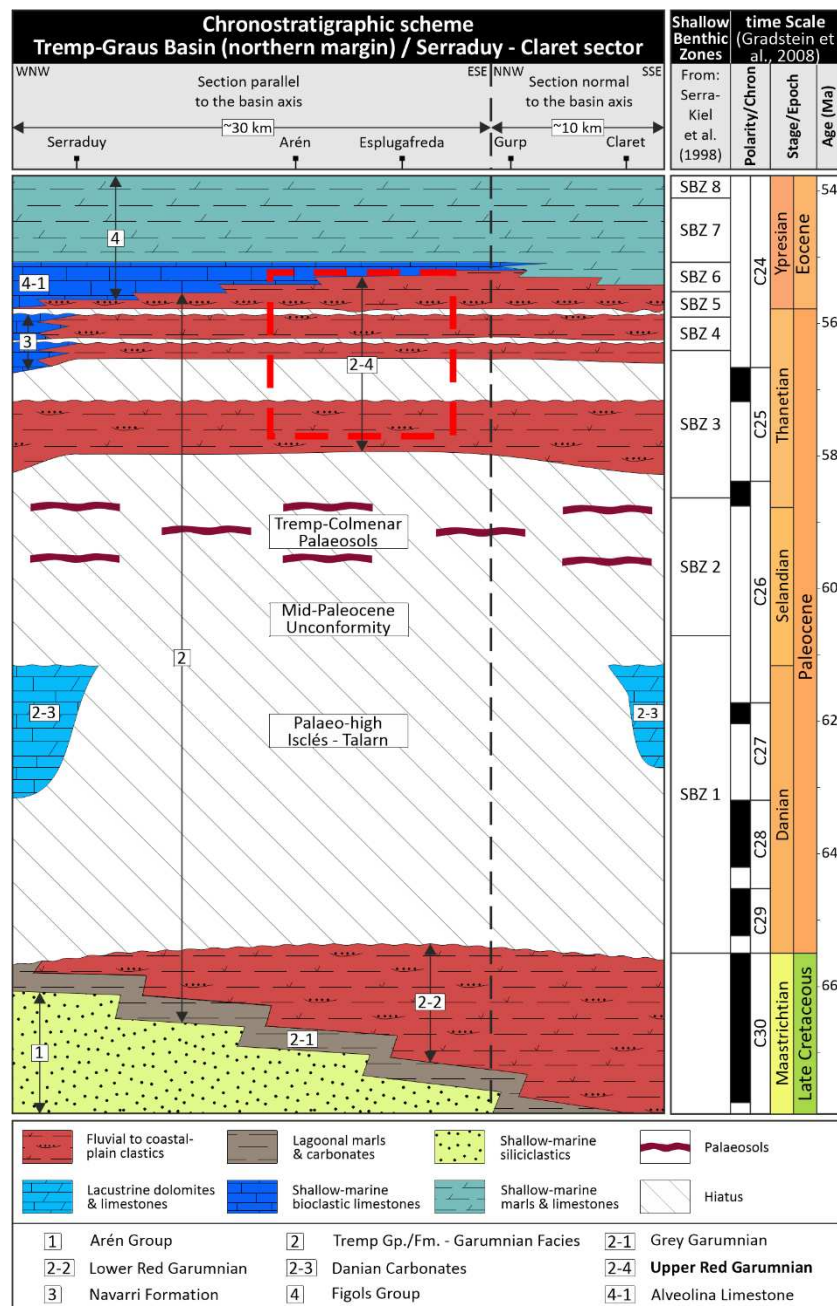 Chronostratigraphic scheme
Tremp-Graus Basin (northern margin) / Serraduy - Claret sector
Shallow
Benthic
Zones
time Scale
(Gradstein et
al., 2008)
WNW
Section parallel
to the basin axis
ESE
NNW
Section normal
to the basin axis
SSE
~30 km
~10 km
Serraduy
Arén
Esplugafreda
Gurp
Claret
From:
Serra-
Kiel
et al.
(1998)
Polarity/Chron
Stage/Epoch
Age (Ma)
4
4-1
3
2-4
2
Tremp-Colmenar
Palaeosols
Mid-Paleocene
Unconformity
2-3
Palaeo-high
Isclés - Talarn
2-3
2-2
2-1
1
SBZ 8
SBZ 7
SBZ 6
SBZ 5
SBZ 4
SBZ 3
SBZ 2
SBZ 1
C24
C25
C26
C27
C28
C29
C30
Ypresian
Thanetian
Selandian
Danian
Maastrichtian
Eocene
Paleocene
Late Cretaceous
54
56
58
60
62
64
66
Fluvial to coastal-
plain clastics
Lagoonal marls
& carbonates
Shallow-marine
siliciclastics
Palaeosols
Lacustrine dolomites
& limestones
Shallow-marine
bioclastic limestones
Shallow-marine
marls & limestones
Hiatus
1 Arén Group
2 Tremp Gp./Fm. - Garumnian Facies
2-1 Grey Garumnian
2-2 Lower Red Garumnian
2-3 Danian Carbonates
2-4 Upper Red Garumnian
3 Navarri Formation
4 Figols Group
4-1 Alveolina Limestone